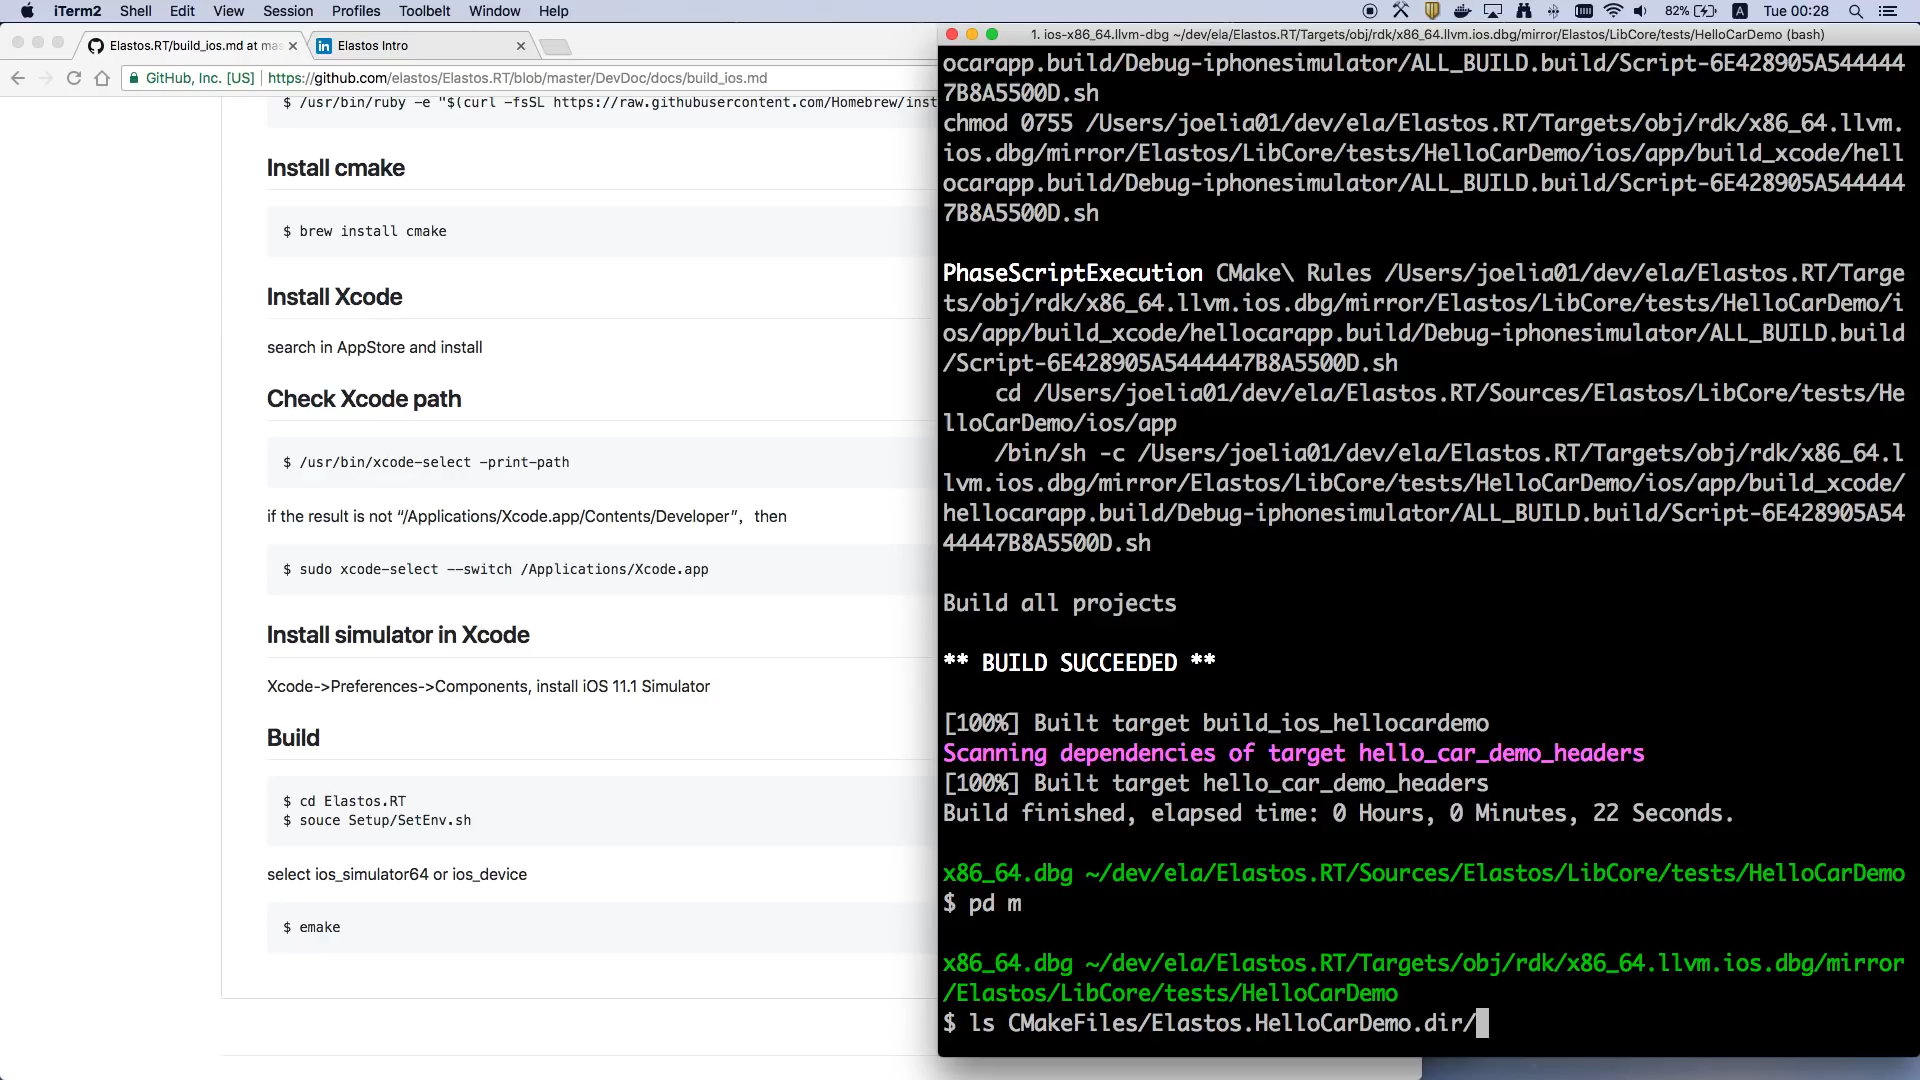 iTerm2 Shell Edit View Session Profiles Toolbelt Window Help
82% A Tue 00:28
Elastos.RT/build_ios.md at mas
Elastos Intro
GitHub, Inc. [US] https://github.com/elastos/Elastos.RT/blob/master/DevDoc/docs/build_ios.md
$ /usr/bin/ruby -e "$(curl -fsSL https://raw.githubusercontent.com/Homebrew/inst
Install cmake
$ brew install cmake
Install Xcode
search in AppStore and install
Check Xcode path
$ /usr/bin/xcode-select -print-path
if the result is not “/Applications/Xcode.app/Contents/Developer”, then
$ sudo xcode-select --switch /Applications/Xcode.app
Install simulator in Xcode
Xcode->Preferences->Components, install iOS 11.1 Simulator
Build
$ cd Elastos.RT
$ souce Setup/SetEnv.sh
select ios_simulator64 or ios_device
$ emake
1. ios-x86_64.llvm-dbg ~/dev/ela/Elastos.RT/Targets/obj/rdk/x86_64.llvm.ios.dbg/mirror/Elastos/LibCore/tests/HelloCarDemo (bash)
ocarapp.build/Debug-iphonesimulator/ALL_BUILD.build/Script-6E428905A544444
7B8A5500D.sh
chmod 0755 /Users/joelia01/dev/ela/Elastos.RT/Targets/obj/rdk/x86_64.llvm.
ios.dbg/mirror/Elastos/LibCore/tests/HelloCarDemo/ios/app/build_xcode/hell
ocarapp.build/Debug-iphonesimulator/ALL_BUILD.build/Script-6E428905A544444
7B8A5500D.sh
PhaseScriptExecution CMake\ Rules /Users/joelia01/dev/ela/Elastos.RT/Targe
ts/obj/rdk/x86_64.llvm.ios.dbg/mirror/Elastos/LibCore/tests/HelloCarDemo/i
os/app/build_xcode/hellocarapp.build/Debug-iphonesimulator/ALL_BUILD.build
/Script-6E428905A5444447B8A5500D.sh
cd /Users/joelia01/dev/ela/Elastos.RT/Sources/Elastos/LibCore/tests/He
lloCarDemo/ios/app
/bin/sh -c /Users/joelia01/dev/ela/Elastos.RT/Targets/obj/rdk/x86_64.l
lvm.ios.dbg/mirror/Elastos/LibCore/tests/HelloCarDemo/ios/app/build_xcode/
hellocarapp.build/Debug-iphonesimulator/ALL_BUILD.build/Script-6E428905A54
44447B8A5500D.sh
Build all projects
** BUILD SUCCEEDED **
[100%] Built target build_ios_hellocardemo
Scanning dependencies of target hello_car_demo_headers
[100%] Built target hello_car_demo_headers
Build finished, elapsed time: 0 Hours, 0 Minutes, 22 Seconds.
x86_64.dbg ~/dev/ela/Elastos.RT/Sources/Elastos/LibCore/tests/HelloCarDemo
$ pd m
x86_64.dbg ~/dev/ela/Elastos.RT/Targets/obj/rdk/x86_64.llvm.ios.dbg/mirror
/Elastos/LibCore/tests/HelloCarDemo
$ ls CMakeFiles/Elastos.HelloCarDemo.dir/